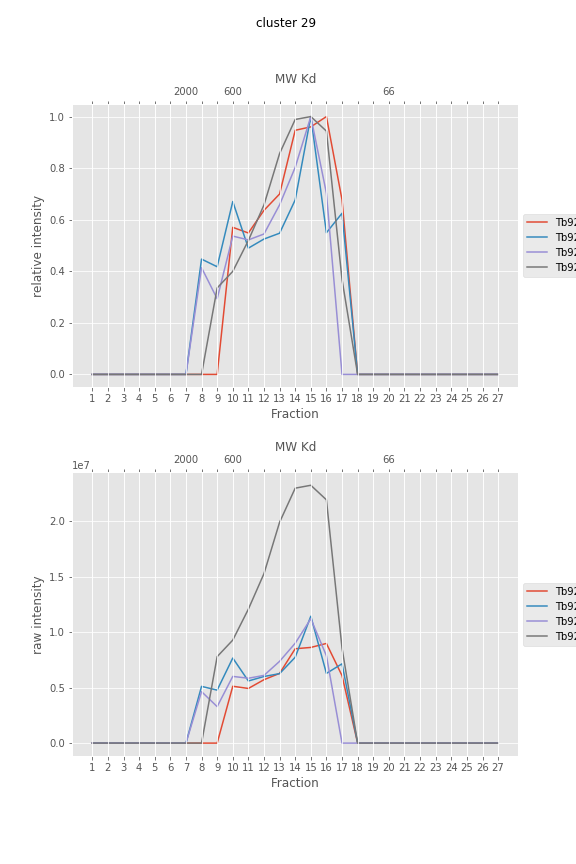 cluster 29
MW Kd
2000 600 66
1.0
0.8
0.6
0.4
0.2
0.0
relative intensity
Tb92
Tb92
Tb92
Tb92
1 2 3 4 5 6 7 8 9 10 11 12 13 14 15 16 17 18 19 20 21 22 23 24 25 26 27
Fraction
MW Kd
2000 600 66
1e7
2.0
1.5
1.0
0.5
0.0
raw intensity
Tb92
Tb92
Tb92
Tb92
1 2 3 4 5 6 7 8 9 10 11 12 13 14 15 16 17 18 19 20 21 22 23 24 25 26 27
Fraction